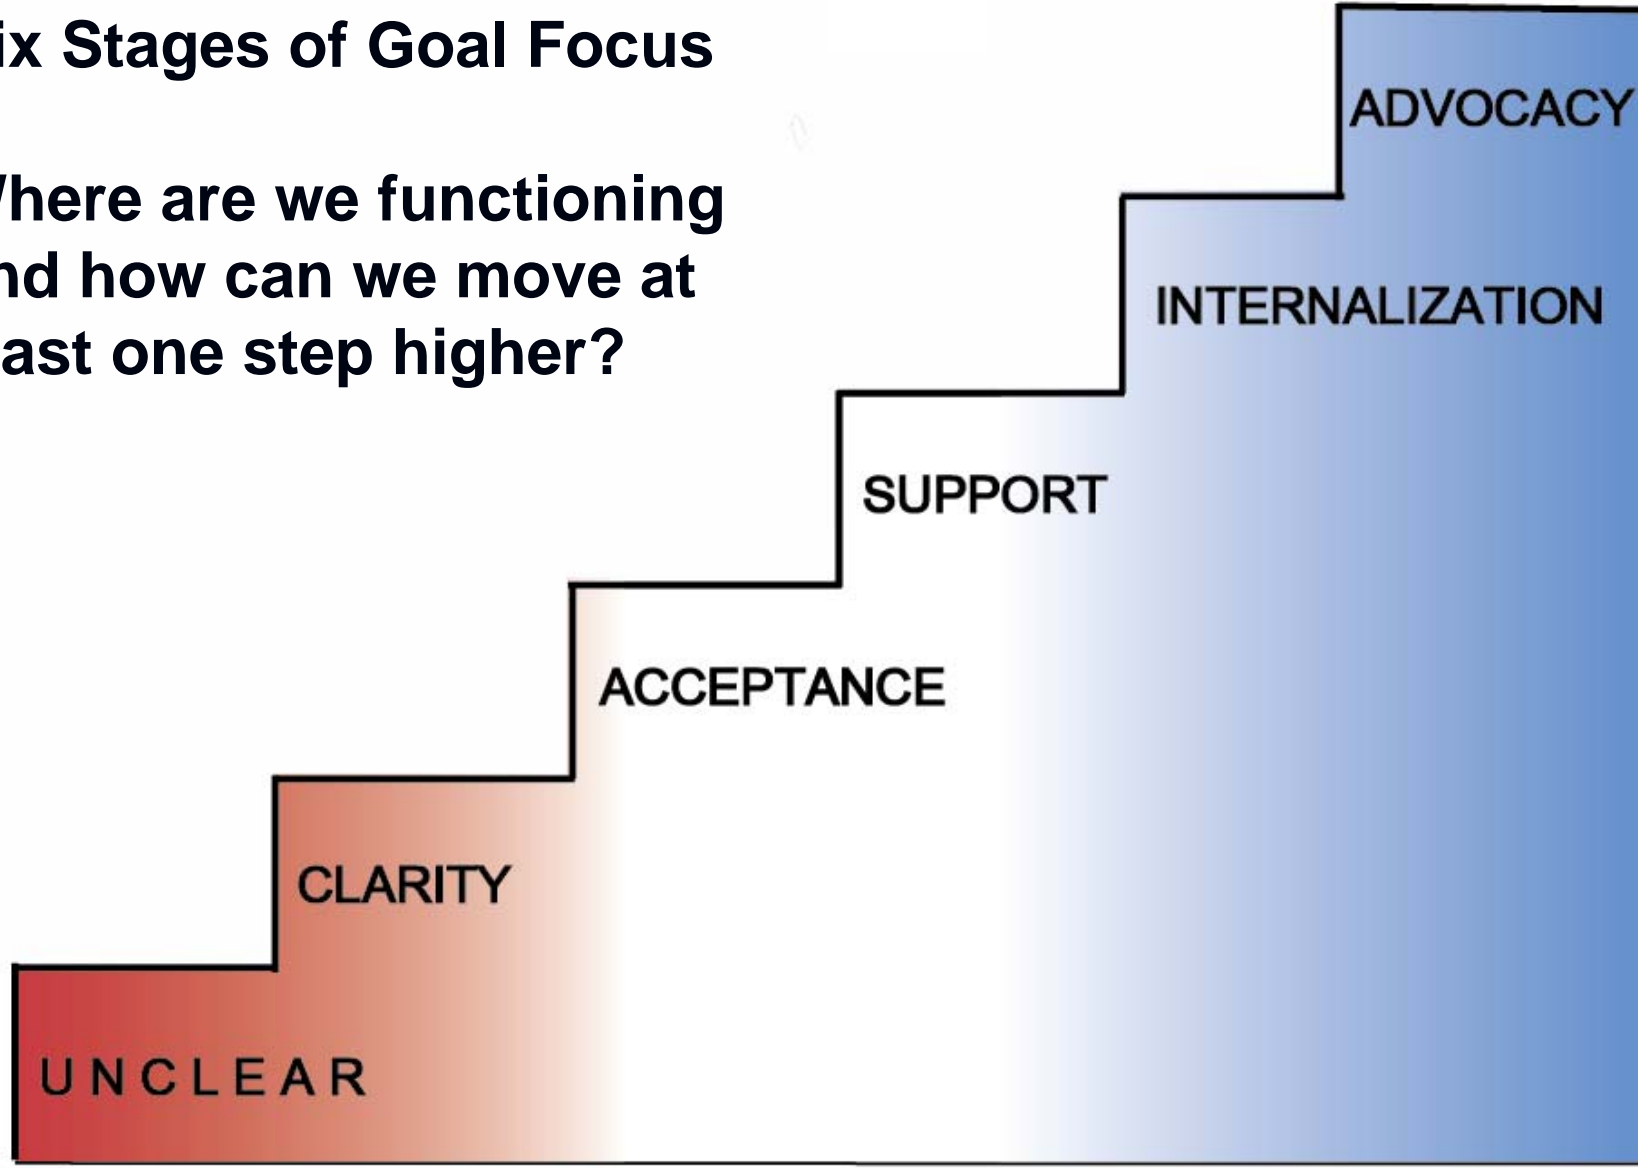 ix Stages of Goal Focus
here are we functioning
nd how can we move at
ast one step higher?
ADVOCACY
INTERNALIZATION
SUPPORT
ACCEPTANCE
CLARITY
UNCLEAR